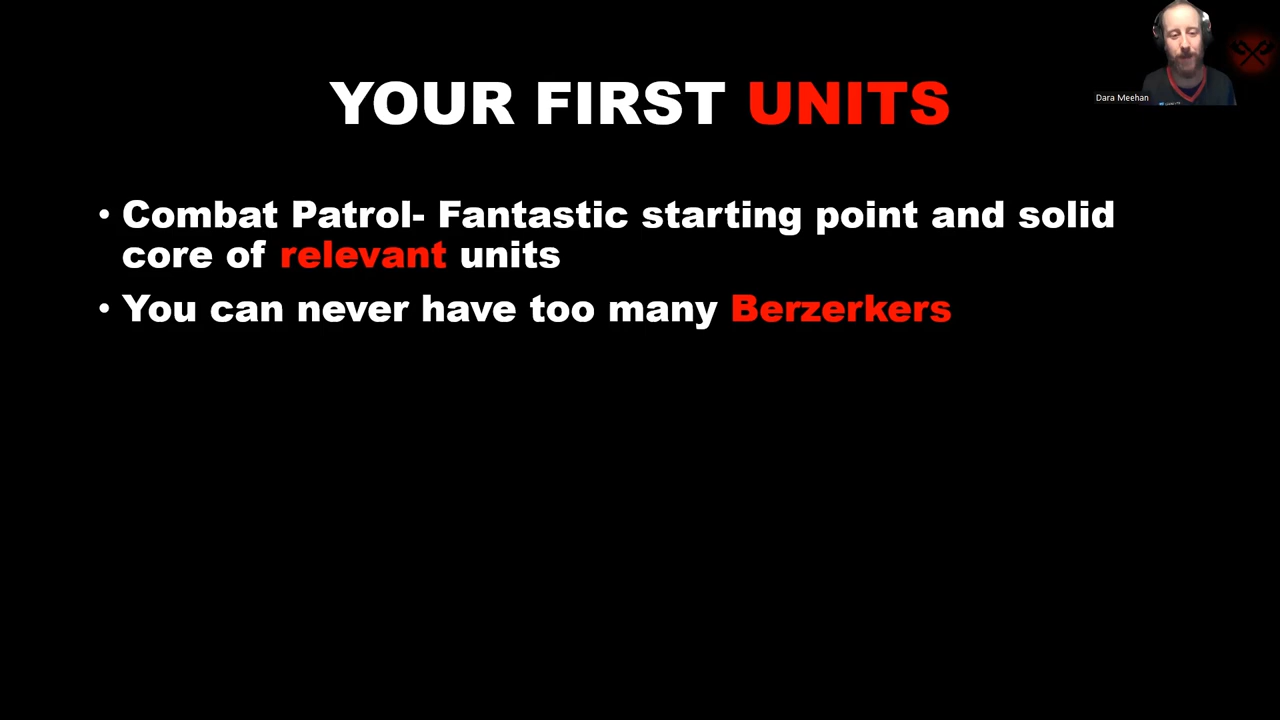 YOUR FIRST UNITS
Dara Meehan
• Combat Patrol- Fantastic starting point and solid
core of relevant units
• You can never have too many Berzerkers